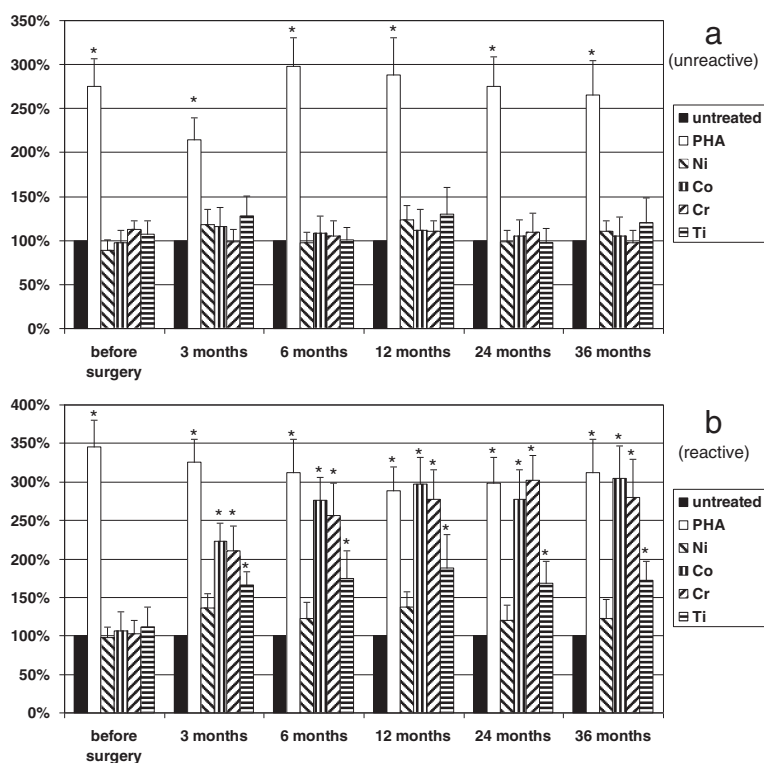 350%
300%
250%
200%
150%
100%
50%
0%
* * * * * *
before surgery 3 months 6 months 12 months 24 months 36 months
a
(unreactive)
untreated
PHA
Ni
Co
Cr
Ti
400%
350%
300%
250%
200%
150%
100%
50%
0%
* * * * * * * * * * * * * * * * * * * * *
before surgery 3 months 6 months 12 months 24 months 36 months
b
(reactive)
untreated
PHA
Ni
Co
Cr
Ti